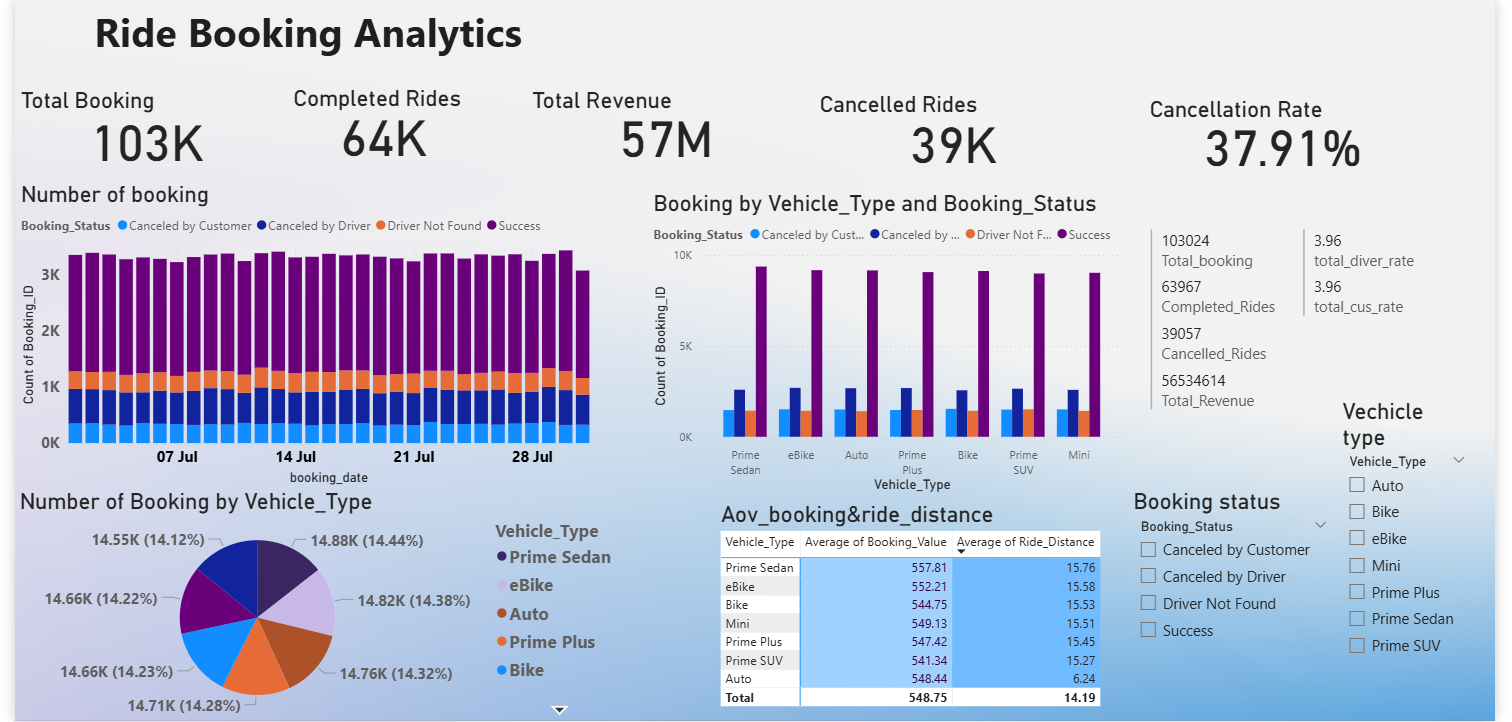 Ride Booking Analytics
Total Booking
103K
Completed Rides
64K
Total Revenue
57M
Cancelled Rides
39K
Cancellation Rate
37.91%
Number of booking
Booking_Status Canceled by Customer Canceled by Driver Driver Not Found Success
3K
2K
1K
0K
Count of Booking_ID
07 Jul 14 Jul 21 Jul 28 Jul
booking_date
Booking by Vehicle_Type and Booking_Status
Booking_Status Canceled by Cust... Canceled by ... Driver Not F... Success
10K
5K
0K
Count of Booking_ID
Prime Sedan
eBike
Auto
Prime Plus
Bike
Prime SUV
Mini
Vehicle_Type
103024
Total_booking
63967
Completed_Rides
39057
Cancelled_Rides
56534614
Total_Revenue
3.96
total_diver_rate
3.96
total_cus_rate
Number of Booking by Vehicle_Type
14.55K (14.12%)
14.88K (14.44%)
14.66K (14.22%)
14.82K (14.38%)
14.66K (14.23%)
14.76K (14.32%)
14.71K (14.28%)
Vehicle_Type
Prime Sedan
eBike
Auto
Prime Plus
Bike
Aov_booking&ride_distance
Vehicle_Type Average of Booking_Value Average of Ride_Distance
Prime Sedan 557.81 15.76
eBike 552.21 15.58
Bike 544.75 15.53
Mini 549.13 15.51
Prime Plus 547.42 15.45
Prime SUV 541.34 15.27
Auto 548.44 6.24
Total 548.75 14.19
Booking status
Booking_Status
Canceled by Customer
Canceled by Driver
Driver Not Found
Success
Vechicle
type
Vehicle_Type
Auto
Bike
eBike
Mini
Prime Plus
Prime Sedan
Prime SUV